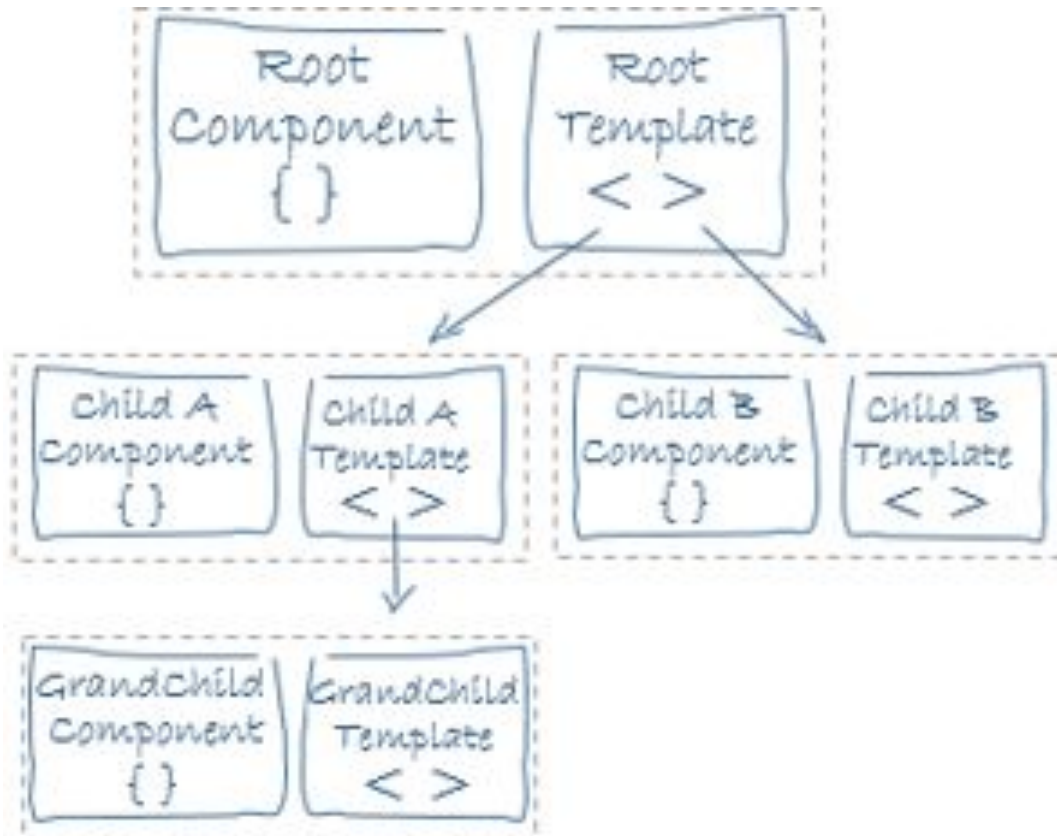 Root
Component
{ }
Root
Template
< >
Child A
Component
{ }
Child A
Template
< >
Child B
Component
{ }
Child B
Template
< >
GrandChild
Component
{ }
GrandChild
Template
< >